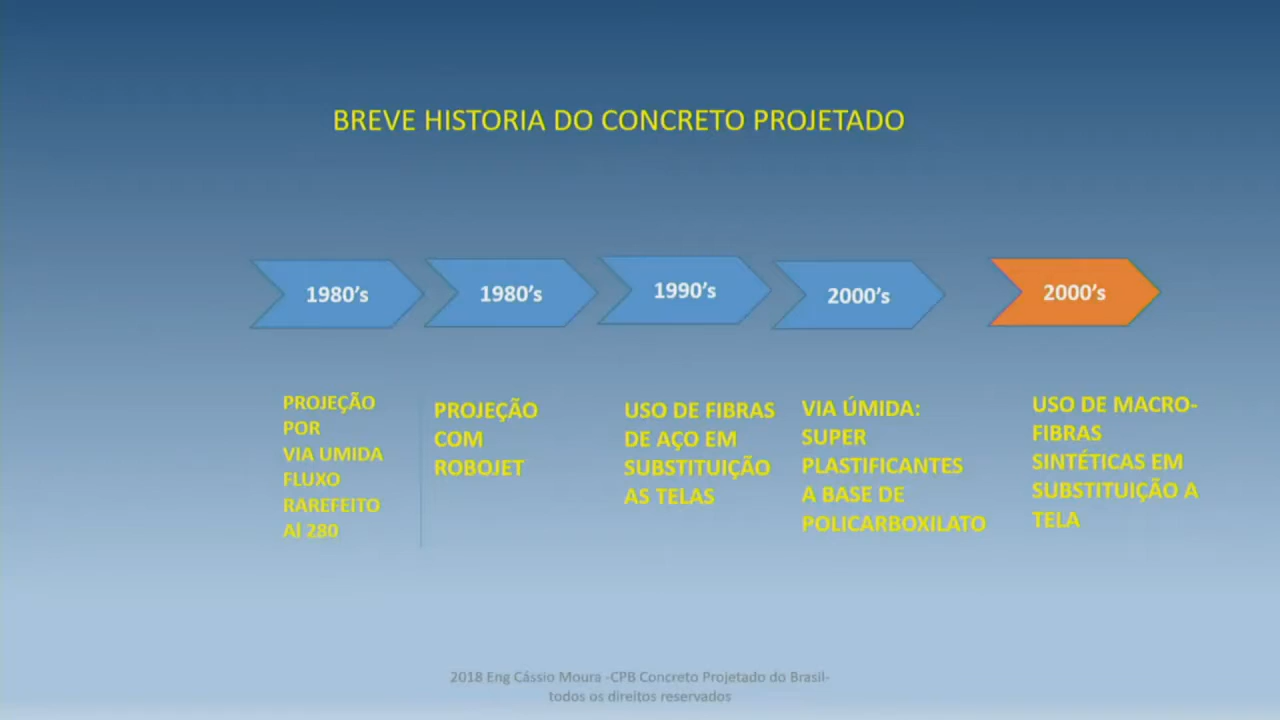 BREVE HISTORIA DO CONCRETO PROJETADO
1980's
1980's
1990's
2000's
2000's
PROJEÇÃO
POR
VIA UMIDA
FLUXO
RAREFEITO
Al 280
PROJEÇÃO
COM
ROBOJET
USO DE FIBRAS
DE AÇO EM
SUBSTITUIÇÃO
AS TELAS
VIA ÚMIDA:
SUPER
PLASTIFICANTES
A BASE DE
POLICARBOXILATO
USO DE MACRO-
FIBRAS
SINTÉTICAS EM
SUBSTITUIÇÃO A
TELA
2018 Eng Cássio Moura -CPB Concreto Projetado do Brasil-
todos os direitos reservados